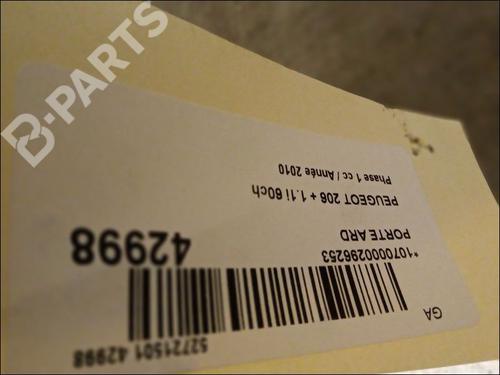 B-PARTS
52721501 42998
GA
*1070000296253
42998
PORTE ARD
PEUGEOT 206 + 1.1i 60ch
Phase 1 cc / Année 2010